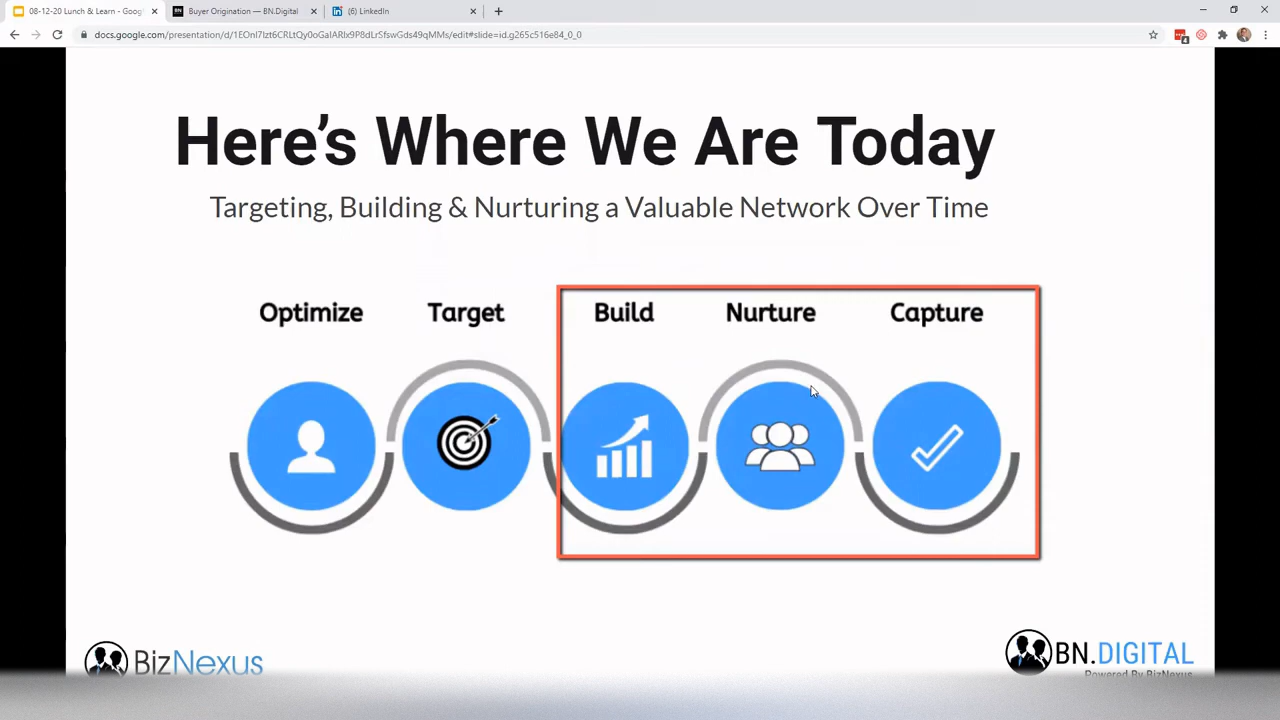 08-12-20 Lunch & Learn - Goog
Buyer Origination — BN.Digital
(6) LinkedIn
docs.google.com/presentation/d/1EOnI7Izt6CRLtQy0oGaIARlx9P8dLrSfswGds49qMMs/edit#slide=id.g265c516e84_0_0
Here's Where We Are Today
Targeting, Building & Nurturing a Valuable Network Over Time
Optimize Target Build Nurture Capture
BizNexus
BN.DIGITAL
Powered By BizNexus